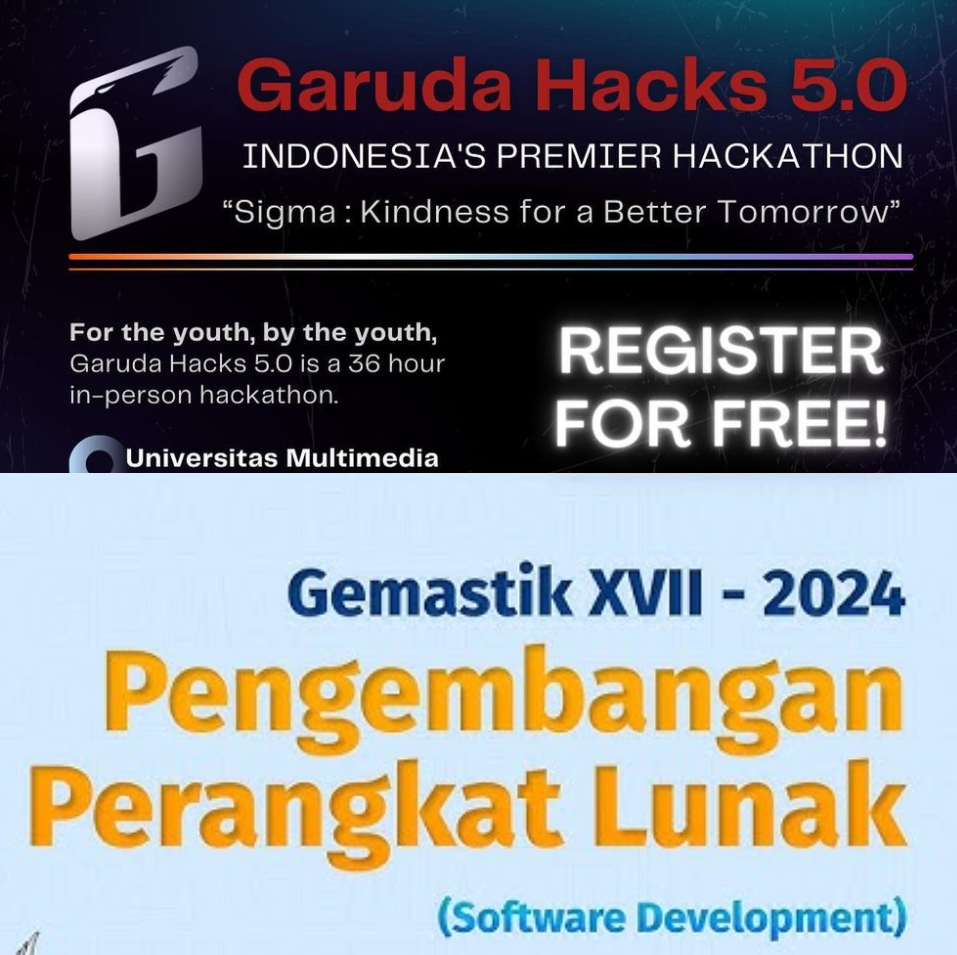 Garuda Hacks 5.0
INDONESIA'S PREMIER HACKATHON
“Sigma : Kindness for a Better Tomorrow”
For the youth, by the youth,
Garuda Hacks 5.0 is a 36 hour
in-person hackathon.
REGISTER
FOR FREE!
Universitas Multimedia
Gemastik XVII - 2024
Pengembangan
Perangkat Lunak
(Software Development)